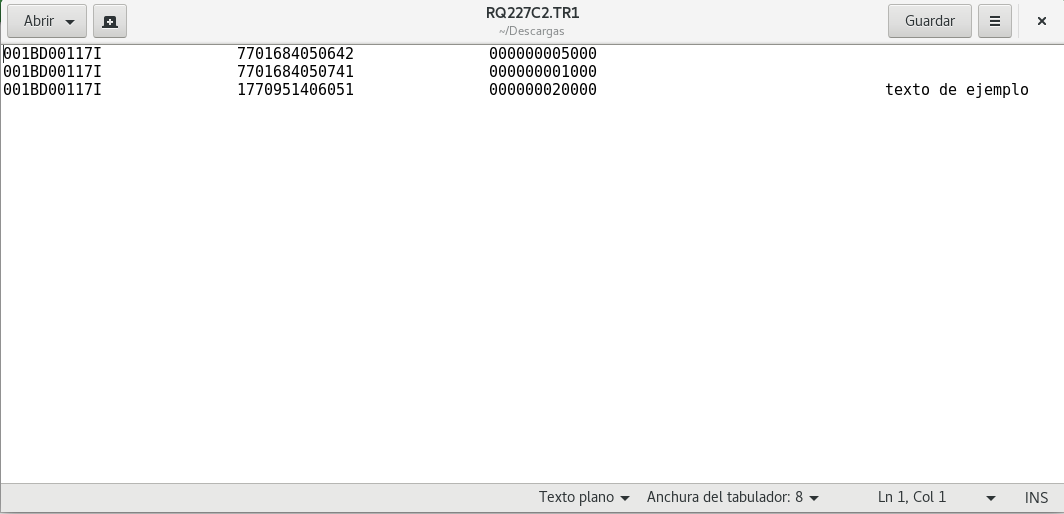 Abrir
RQ227C2.TR1
~/Descargas
Guardar
001BD00117I 7701684050642 000000005000
001BD00117I 7701684050741 000000001000
001BD00117I 1770951406051 000000020000 texto de ejemplo
Texto plano Anchura del tabulador: 8 Ln 1, Col 1 INS